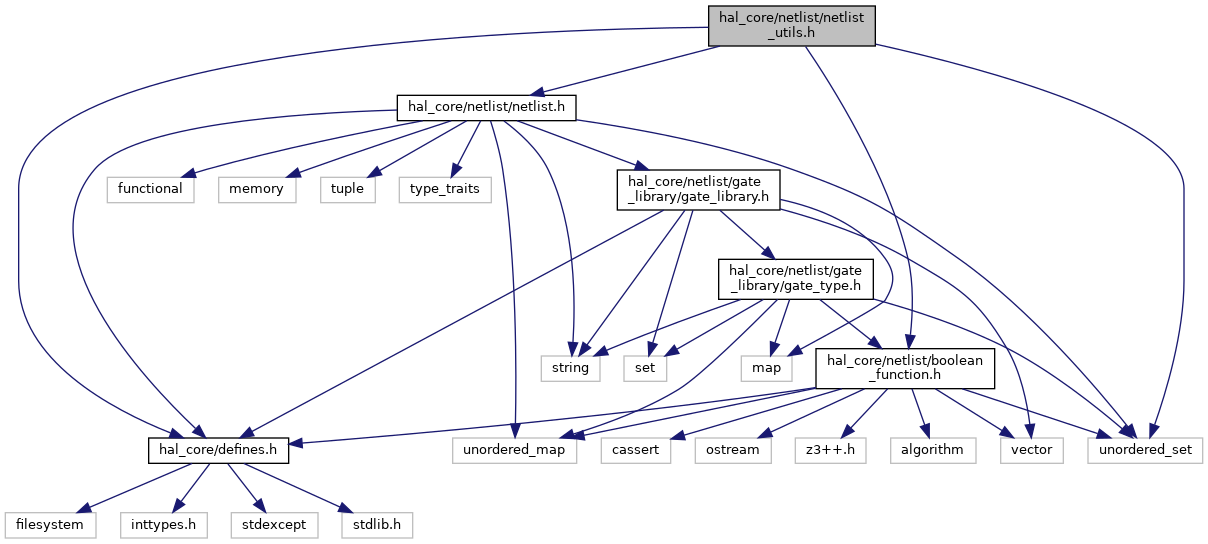 hal_core/netlist/netlist
_utils.h
hal_core/netlist/netlist.h
functional
memory
tuple
type_traits
hal_core/netlist/gate
_library/gate_library.h
hal_core/netlist/gate
_library/gate_type.h
string
set
map
hal_core/netlist/boolean
_function.h
hal_core/defines.h
unordered_map
cassert
ostream
z3++.h
algorithm
vector
unordered_set
filesystem
inttypes.h
stdexcept
stdlib.h